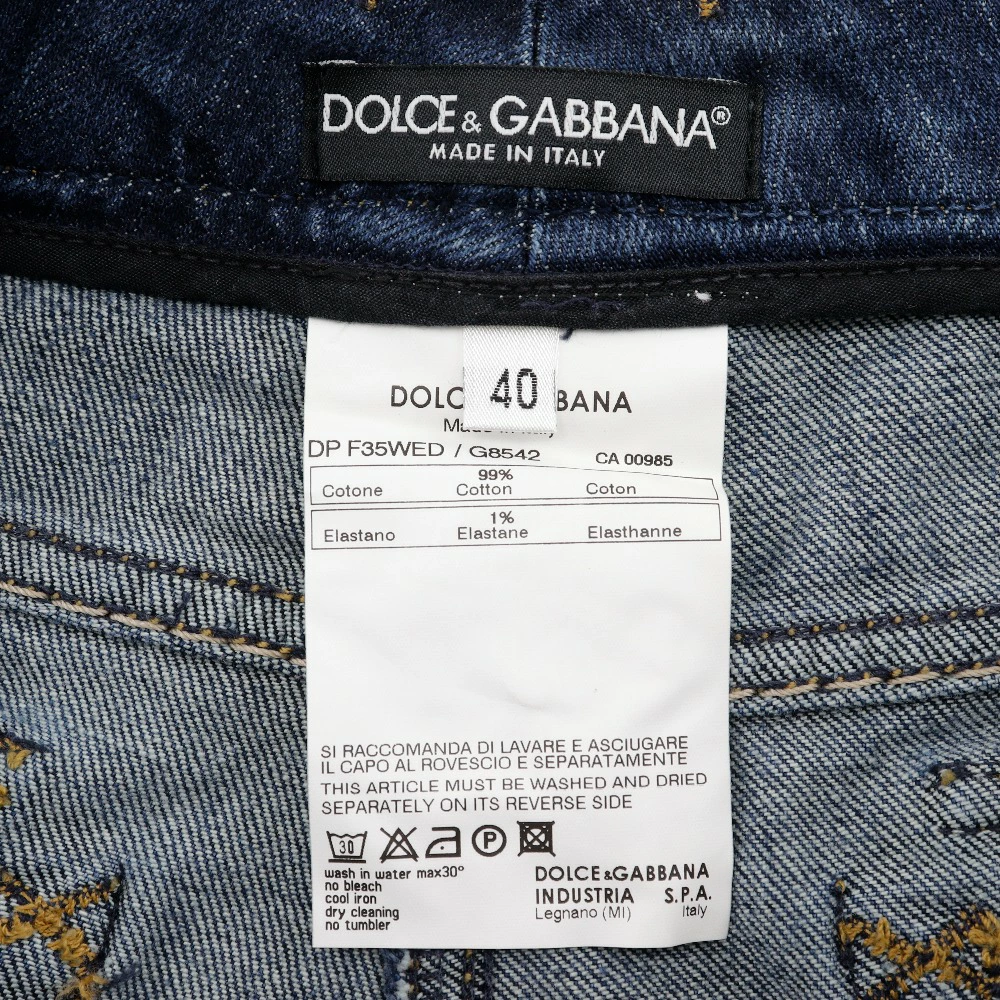 DOLCE & GABBANA®
MADE IN ITALY
40
DOLC BANA
DP F35WED / G8542 CA 00985
99%
Cotone Cotton Coton
1%
Elastano Elastane Elasthanne
SI RACCOMANDA DI LAVARE E ASCIUGARE
IL CAPO AL ROVESCIO E SEPARATAMENTE
THIS ARTICLE MUST BE WASHED AND DRIED
SEPARATELY ON ITS REVERSE SIDE
30 P
wash in water max30°
no bleach
cool iron
dry cleaning
no tumbler
DOLCE & GABBANA
INDUSTRIA S.P.A.
Legnano (MI) Italy